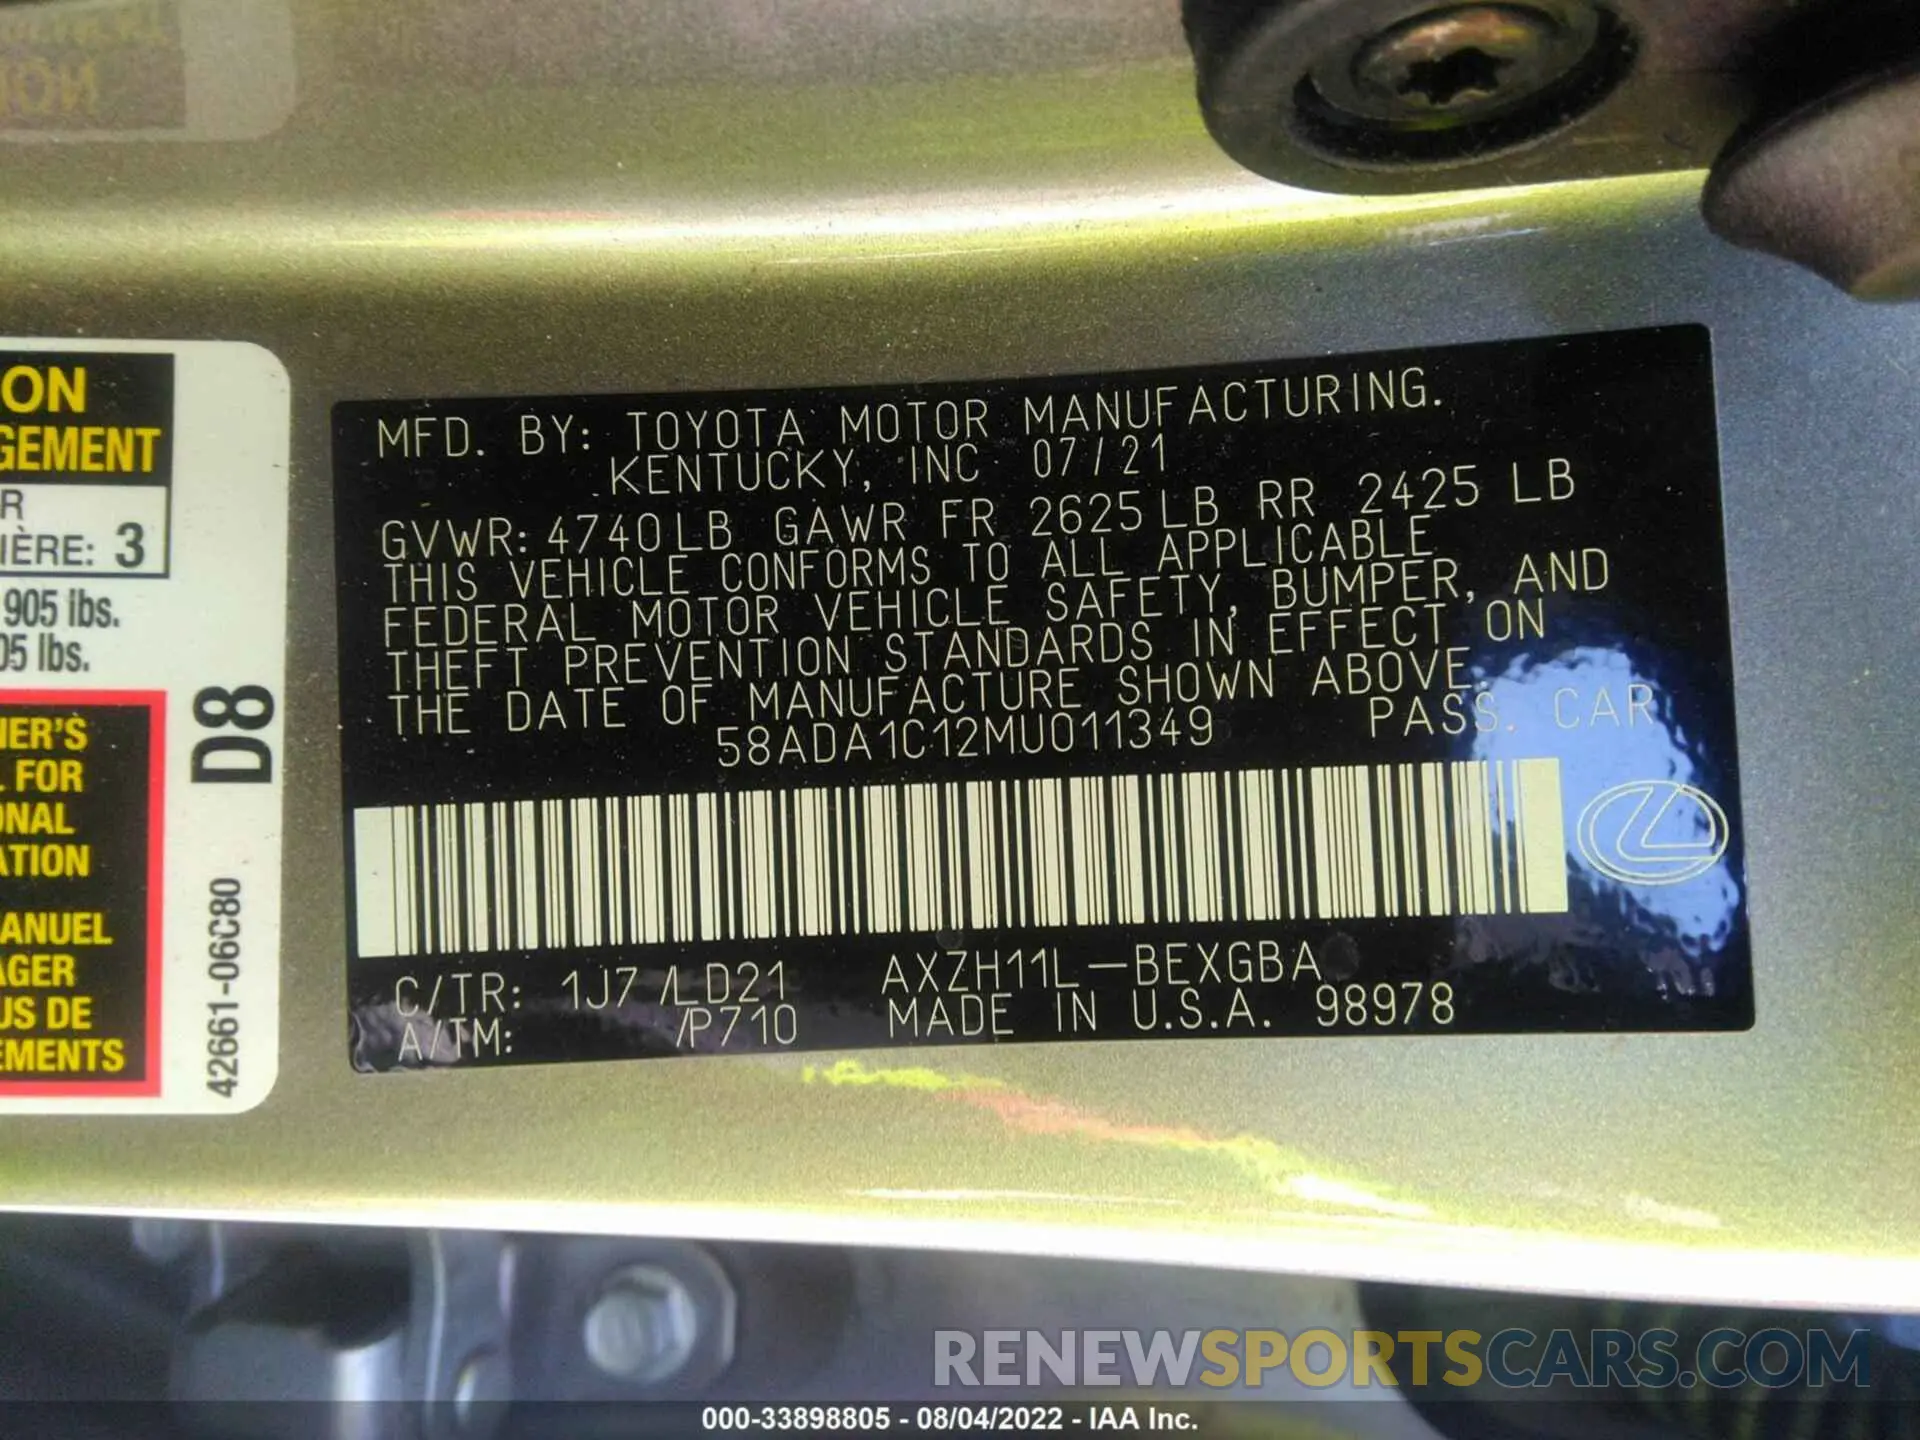 NOI
ON
GEMENT
R
IÈRE: 3
905 lbs.
05 lbs.
NER'S
L FOR
ONAL
ATION
ANUEL
AGER
US DE
EMENTS
D8
42661-06C80
MFD. BY: TOYOTA MOTOR MANUFACTURING.
KENTUCKY, INC 07/21
GVWR: 4740LB GAWR FR 2625LB RR 2425 LB
THIS VEHICLE CONFORMS TO ALL APPLICABLE
FEDERAL MOTOR VEHICLE SAFETY, BUMPER, AND
THEFT PREVENTION STANDARDS IN EFFECT ON
THE DATE OF MANUFACTURE SHOWN ABOVE.
58ADA1C12MU011349 PASS. CAR
C/TR: 1J7 /LD21 AXZH11L-BEXGBA
A/TM: /P710 MADE IN U.S.A. 98978
RENEWSPORTSCARS.COM
000-33898805 - 08/04/2022 - IAA Inc.